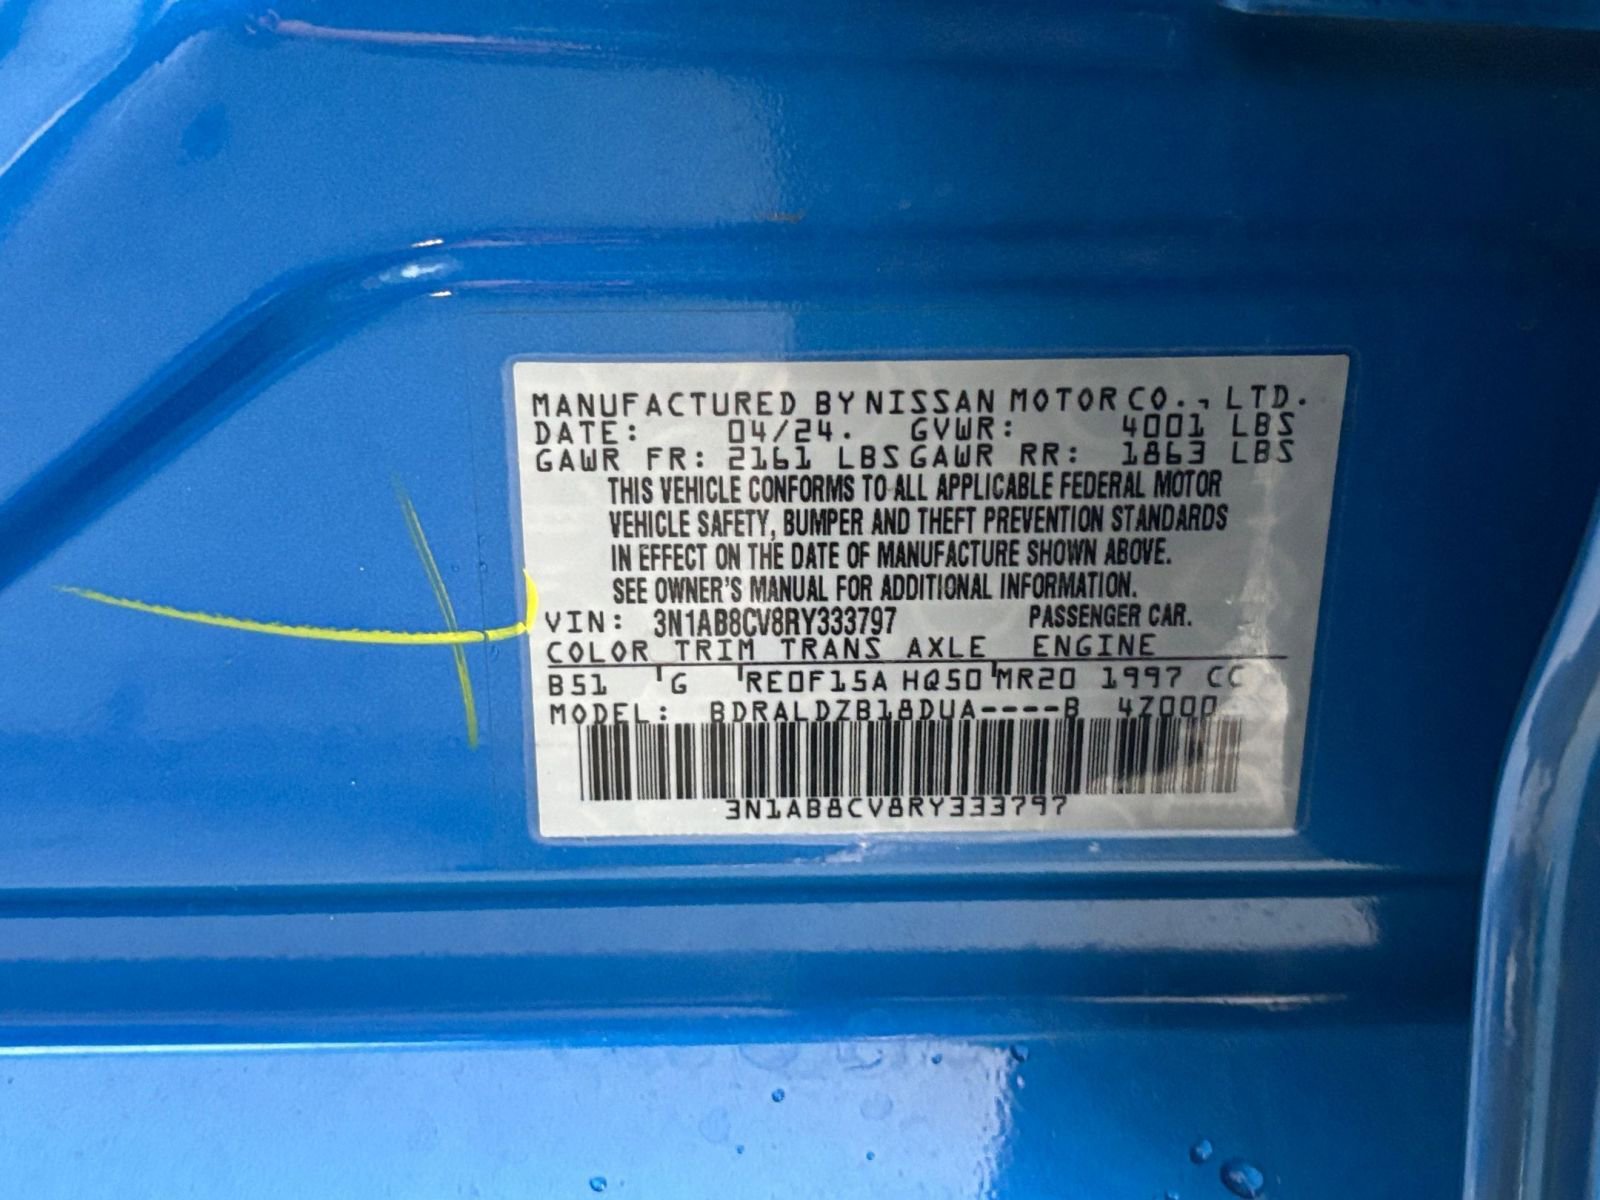 MANUFACTURED BY NISSAN MOTOR CO., LTD.
DATE: 04/24. GVWR: 4001 LBS
GAWR FR: 2161 LBS GAWR RR: 1863 LBS
THIS VEHICLE CONFORMS TO ALL APPLICABLE FEDERAL MOTOR
VEHICLE SAFETY, BUMPER AND THEFT PREVENTION STANDARDS
IN EFFECT ON THE DATE OF MANUFACTURE SHOWN ABOVE.
SEE OWNER'S MANUAL FOR ADDITIONAL INFORMATION.
VIN: 3N1AB8CV8RY333797 PASSENGER CAR.
COLOR TRIM TRANS AXLE ENGINE
B51 G RE0F15A HQ50 MR20 1997 CC
MODEL: BDRALDZB18DUA----B 4Z000
3N1AB8CV8RY333797